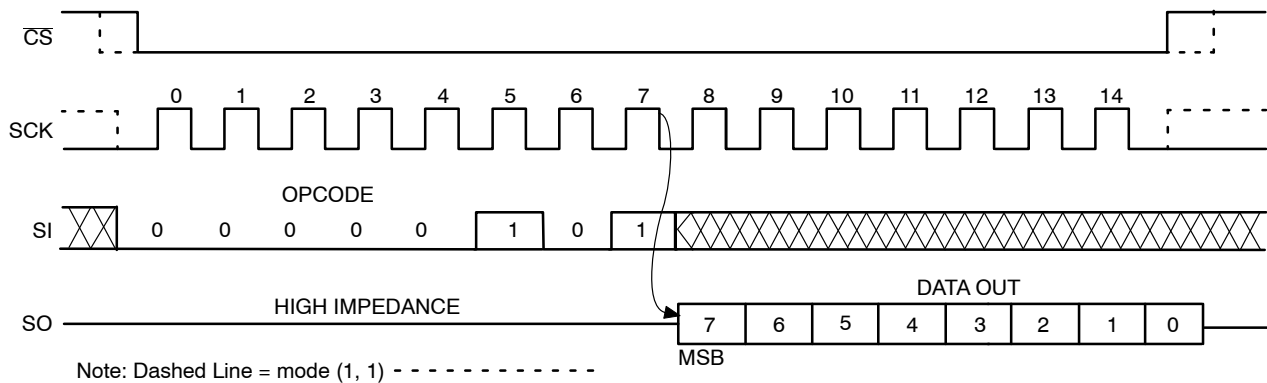 CS
0 1 2 3 4 5 6 7 8 9 10 11 12 13 14
SCK
OPCODE
SI 0 0 0 0 0 1 0 1
HIGH IMPEDANCE DATA OUT
SO 7 6 5 4 3 2 1 0
MSB
Note: Dashed Line = mode (1, 1)